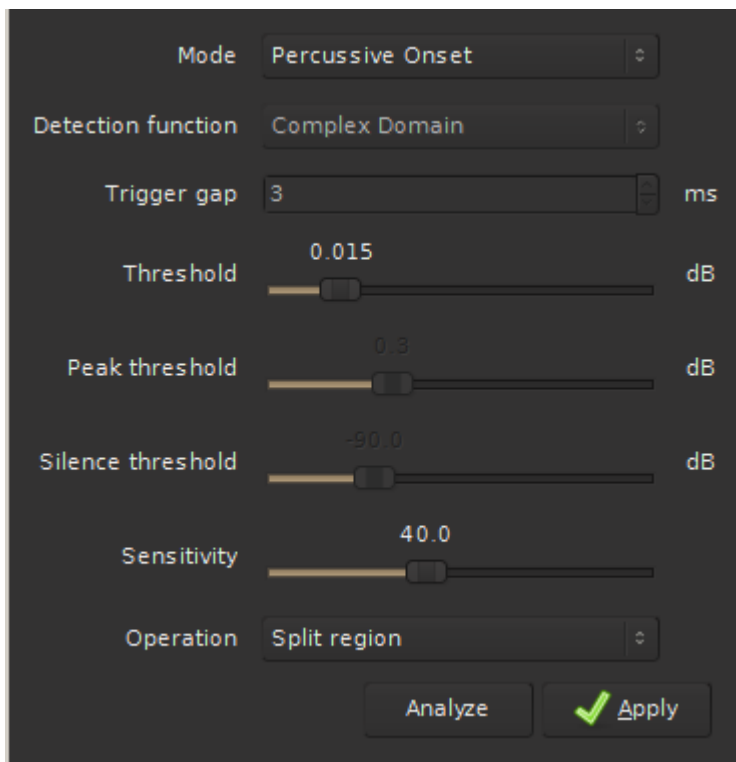 Mode Percussive Onset
Detection function Complex Domain
Trigger gap 3 ms
0.015
Threshold dB
0.3
Peak threshold dB
-90.0
Silence threshold dB
40.0
Sensitivity
Operation Split region
Analyze Apply